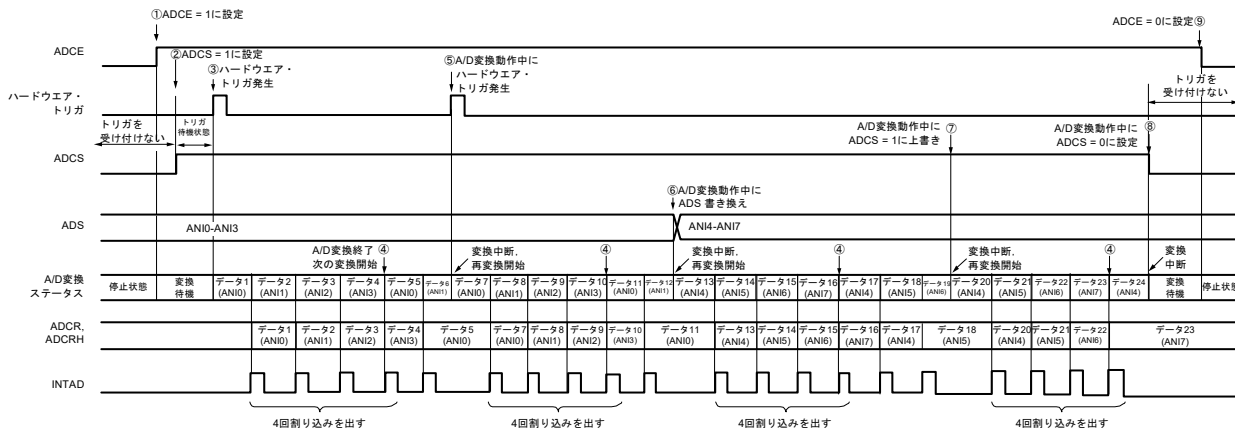 ①ADCE = 1に設定
ADCE = 0に設定⑨
ADCE
②ADCS = 1に設定
③ハードウエア・
トリガ発生
⑤A/D変換動作中に
ハードウエア・
トリガ発生
トリガを
受け付けない
ハードウエア・
トリガ
トリガを
受け付けない
トリガ
待機状態
A/D変換動作中に
ADCS = 1に上書き
⑦
A/D変換動作中に
ADCS = 0に設定
⑧
ADCS
⑥A/D変換動作中に
ADS 書き換え
ADS
ANI0-ANI3
ANI4-ANI7
A/D変換終了
次の変換開始
④
変換中断,
再変換開始
④
変換中断,
再変換開始
④
変換中断,
再変換開始
④
変換
中断
A/D変換
ステータス
停止状態
変換
待機
データ1
(ANI0)
データ2
(ANI1)
データ3
(ANI2)
データ4
(ANI3)
データ5
(ANI0)
データ6
(ANI1)
データ7
(ANI0)
データ8
(ANI1)
データ9
(ANI2)
データ10
(ANI3)
データ11
(ANI0)
データ12
(ANI1)
データ13
(ANI4)
データ14
(ANI5)
データ15
(ANI6)
データ16
(ANI7)
データ17
(ANI4)
データ18
(ANI5)
データ19
(ANI6)
データ20
(ANI4)
データ21
(ANI5)
データ22
(ANI6)
データ23
(ANI7)
データ24
(ANI4)
変換
待機
停止状態
ADCR,
ADCRH
データ1
(ANI0)
データ2
(ANI1)
データ3
(ANI2)
データ4
(ANI3)
データ5
(ANI0)
データ7
(ANI0)
データ8
(ANI1)
データ9
(ANI2)
データ10
(ANI3)
データ11
(ANI0)
データ13
(ANI4)
データ14
(ANI5)
データ15
(ANI6)
データ16
(ANI7)
データ17
(ANI4)
データ18
(ANI5)
データ20
(ANI4)
データ21
(ANI5)
データ22
(ANI6)
データ23
(ANI7)
INTAD
4回割り込みを出す
4回割り込みを出す
4回割り込みを出す
4回割り込みを出す